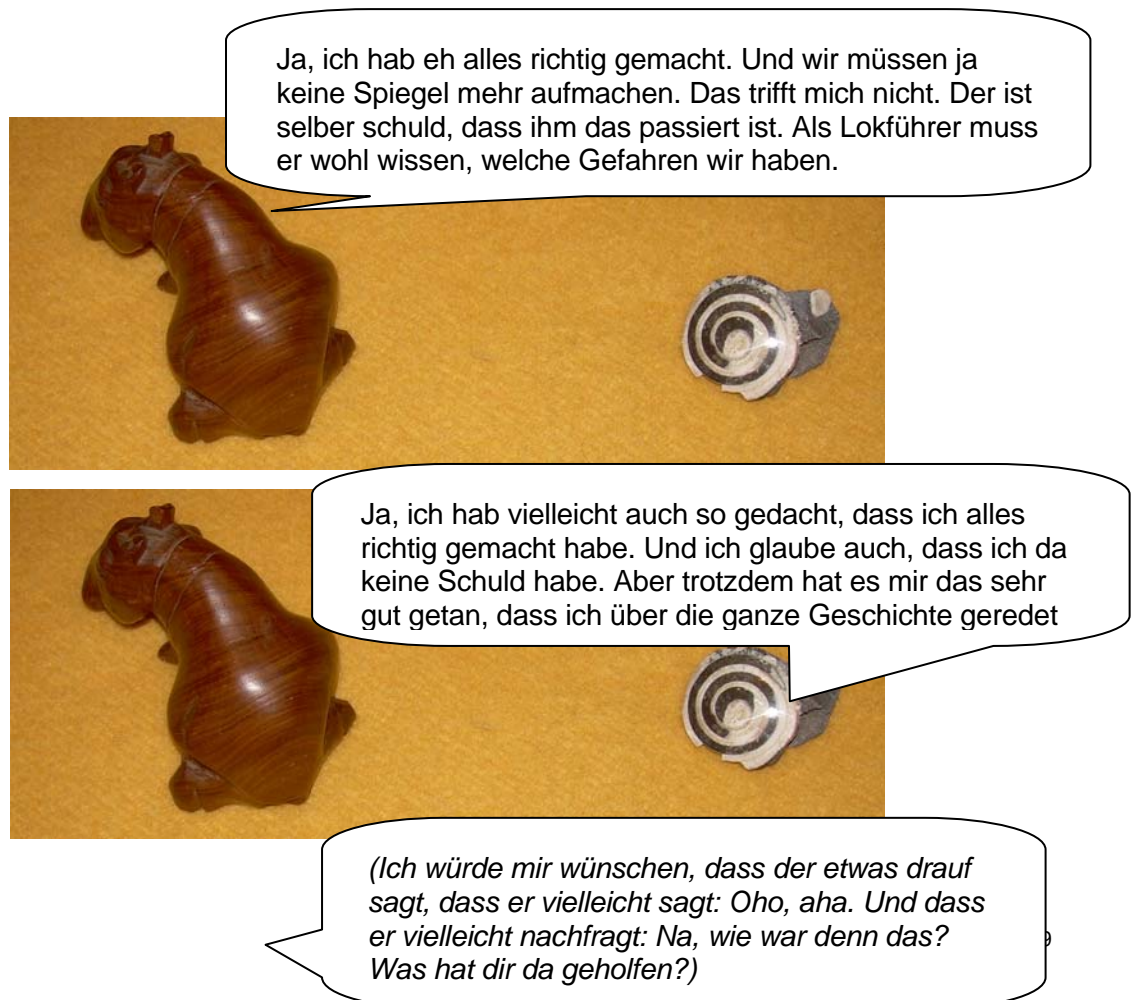 Ja, ich hab eh alles richtig gemacht. Und wir müssen ja
keine Spiegel mehr aufmachen. Das trifft mich nicht. Der ist
selber schuld, dass ihm das passiert ist. Als Lokführer muss
er wohl wissen, welche Gefahren wir haben.
Ja, ich hab vielleicht auch so gedacht, dass ich alles
richtig gemacht habe. Und ich glaube auch, dass ich da
keine Schuld habe. Aber trotzdem hat es mir das sehr
gut getan, dass ich über die ganze Geschichte geredet
(Ich würde mir wünschen, dass der etwas drauf
sagt, dass er vielleicht sagt: Oho, aha. Und dass
er vielleicht nachfragt: Na, wie war denn das?
Was hat dir da geholfen?)